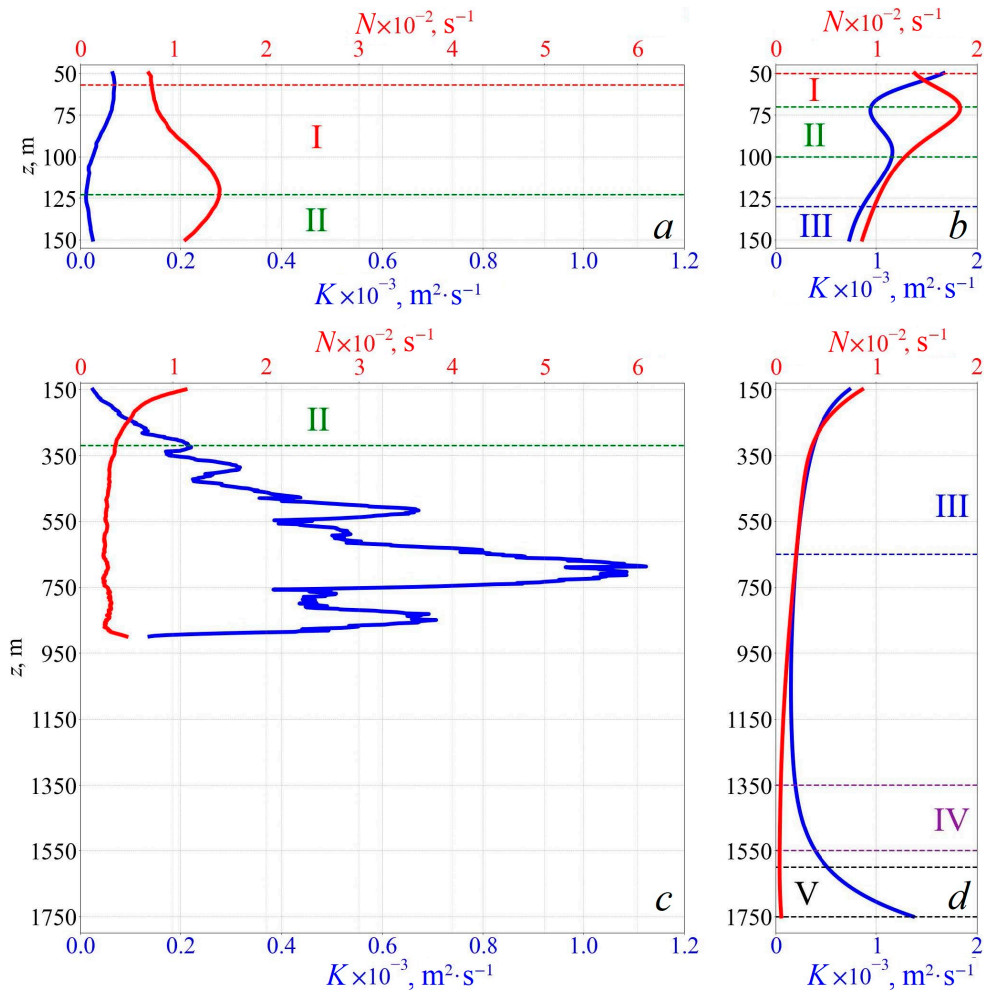 N×10⁻², s⁻¹
0 1 2 3 4 5 6
50
75
100
125
150
z, m
I
II
a
0.0 0.2 0.4 0.6 0.8 1.0 1.2
K×10⁻³, m²·s⁻¹
N×10⁻², s⁻¹
0 1 2
50
75
100
125
150
I
II
III
b
0 1 2
K×10⁻³, m²·s⁻¹
N×10⁻², s⁻¹
0 1 2 3 4 5 6
150
350
550
750
950
1150
1350
1550
1750
z, m
II
c
0.0 0.2 0.4 0.6 0.8 1.0 1.2
K×10⁻³, m²·s⁻¹
N×10⁻², s⁻¹
0 1 2
150
350
550
750
950
1150
1350
1550
1750
III
IV
V
d
0 1 2
K×10⁻³, m²·s⁻¹